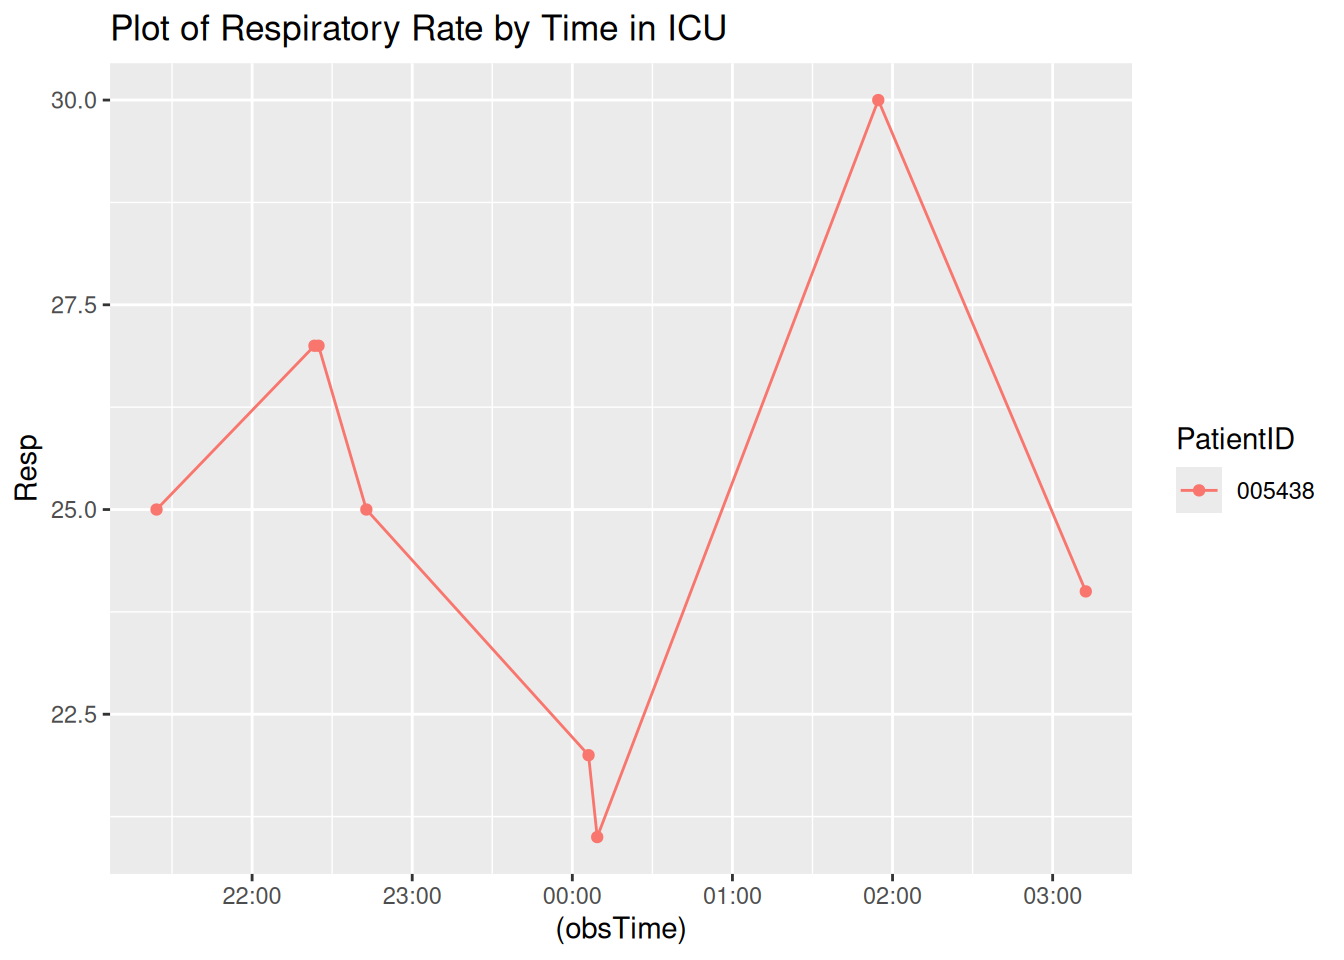 Plot of Respiratory Rate by Time in ICU
30.0
27.5
25.0
22.5
Resp
22:00 23:00 00:00 01:00 02:00 03:00
(obsTime)
PatientID
005438